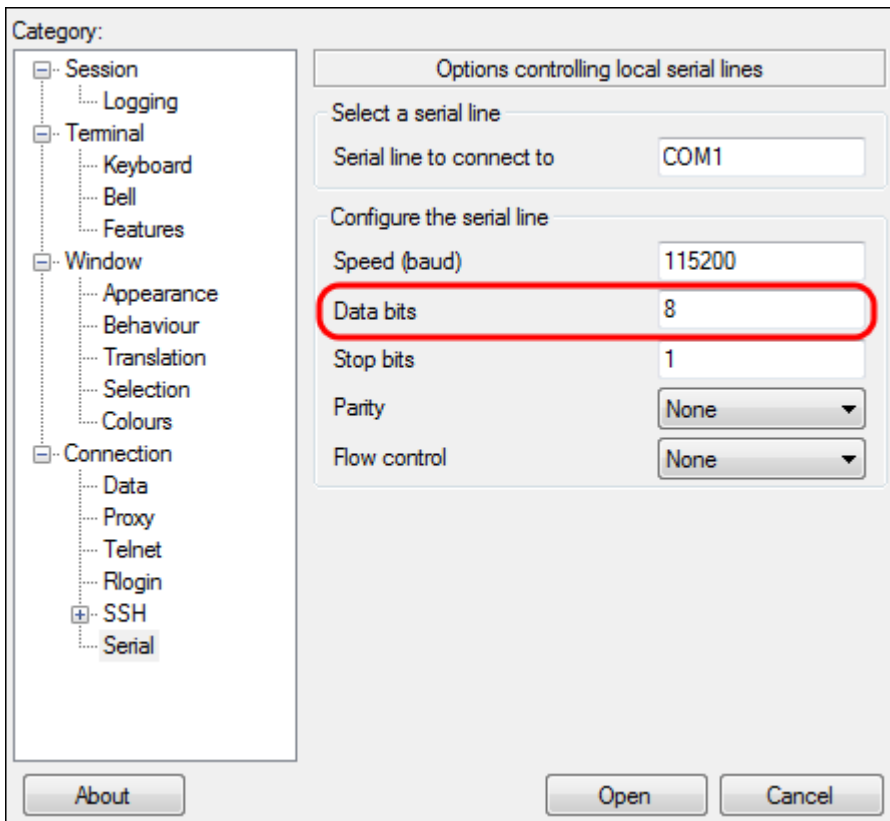 Category:
Session
Logging
Terminal
Keyboard
Bell
Features
Window
Appearance
Behaviour
Translation
Selection
Colours
Connection
Data
Proxy
Telnet
Rlogin
SSH
Serial
Options controlling local serial lines
Select a serial line
Serial line to connect to COM1
Configure the serial line
Speed (baud) 115200
Data bits 8
Stop bits 1
Parity None
Flow control None
About Open Cancel